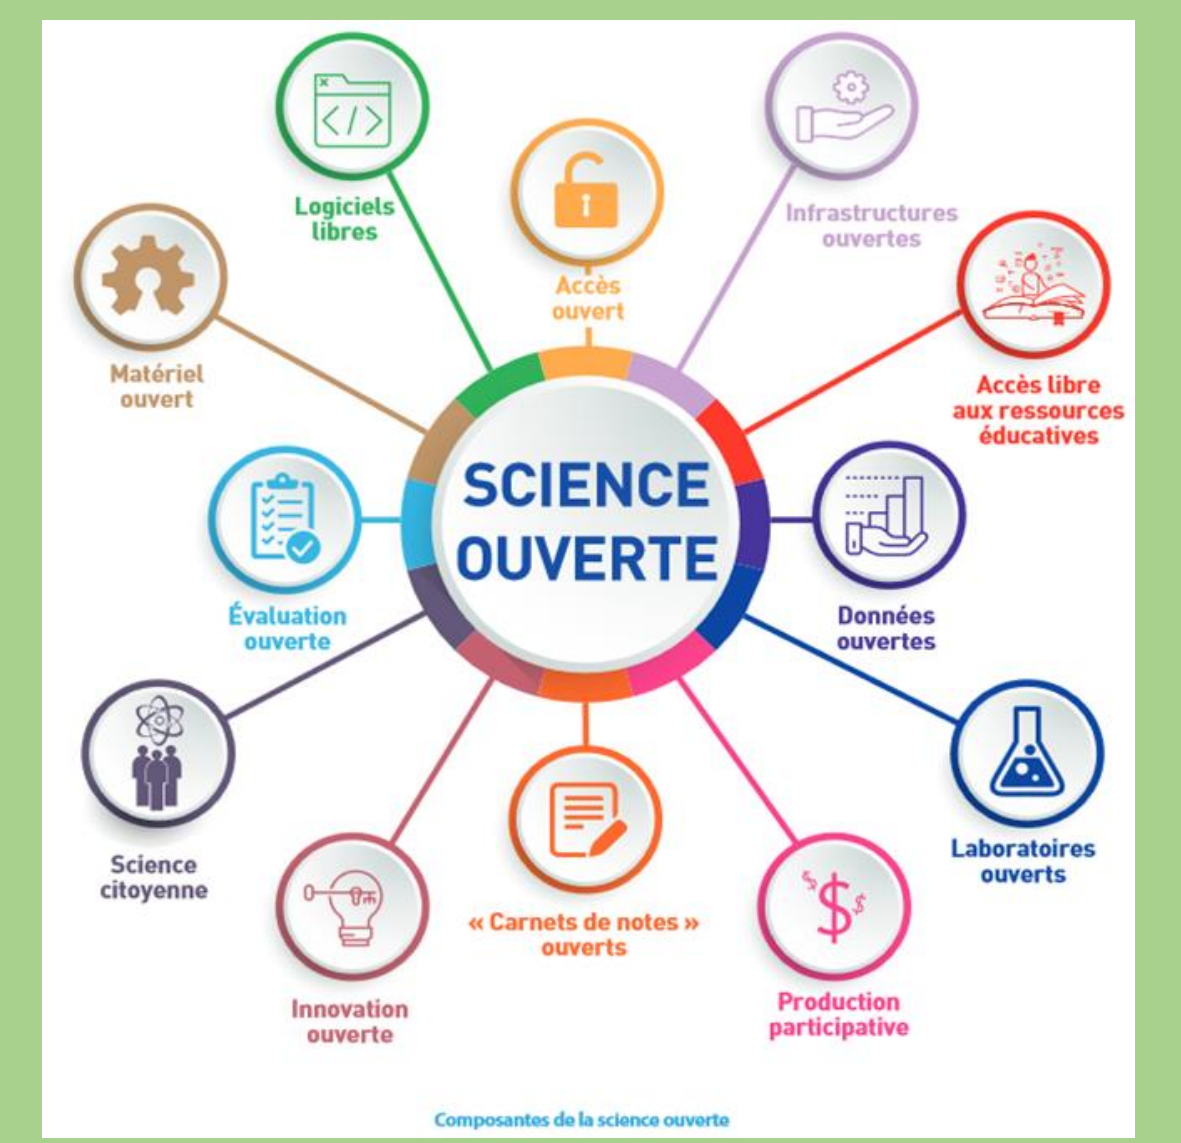 Logiciels
libres
Accès
ouvert
Infrastructures
ouvertes
Matériel
ouvert
Accès libre
aux ressources
éducatives
SCIENCE
OUVERTE
Évaluation
ouverte
Données
ouvertes
Science
citoyenne
Laboratoires
ouverts
« Carnets de notes »
ouverts
Innovation
ouverte
Production
participative
Composantes de la science ouverte